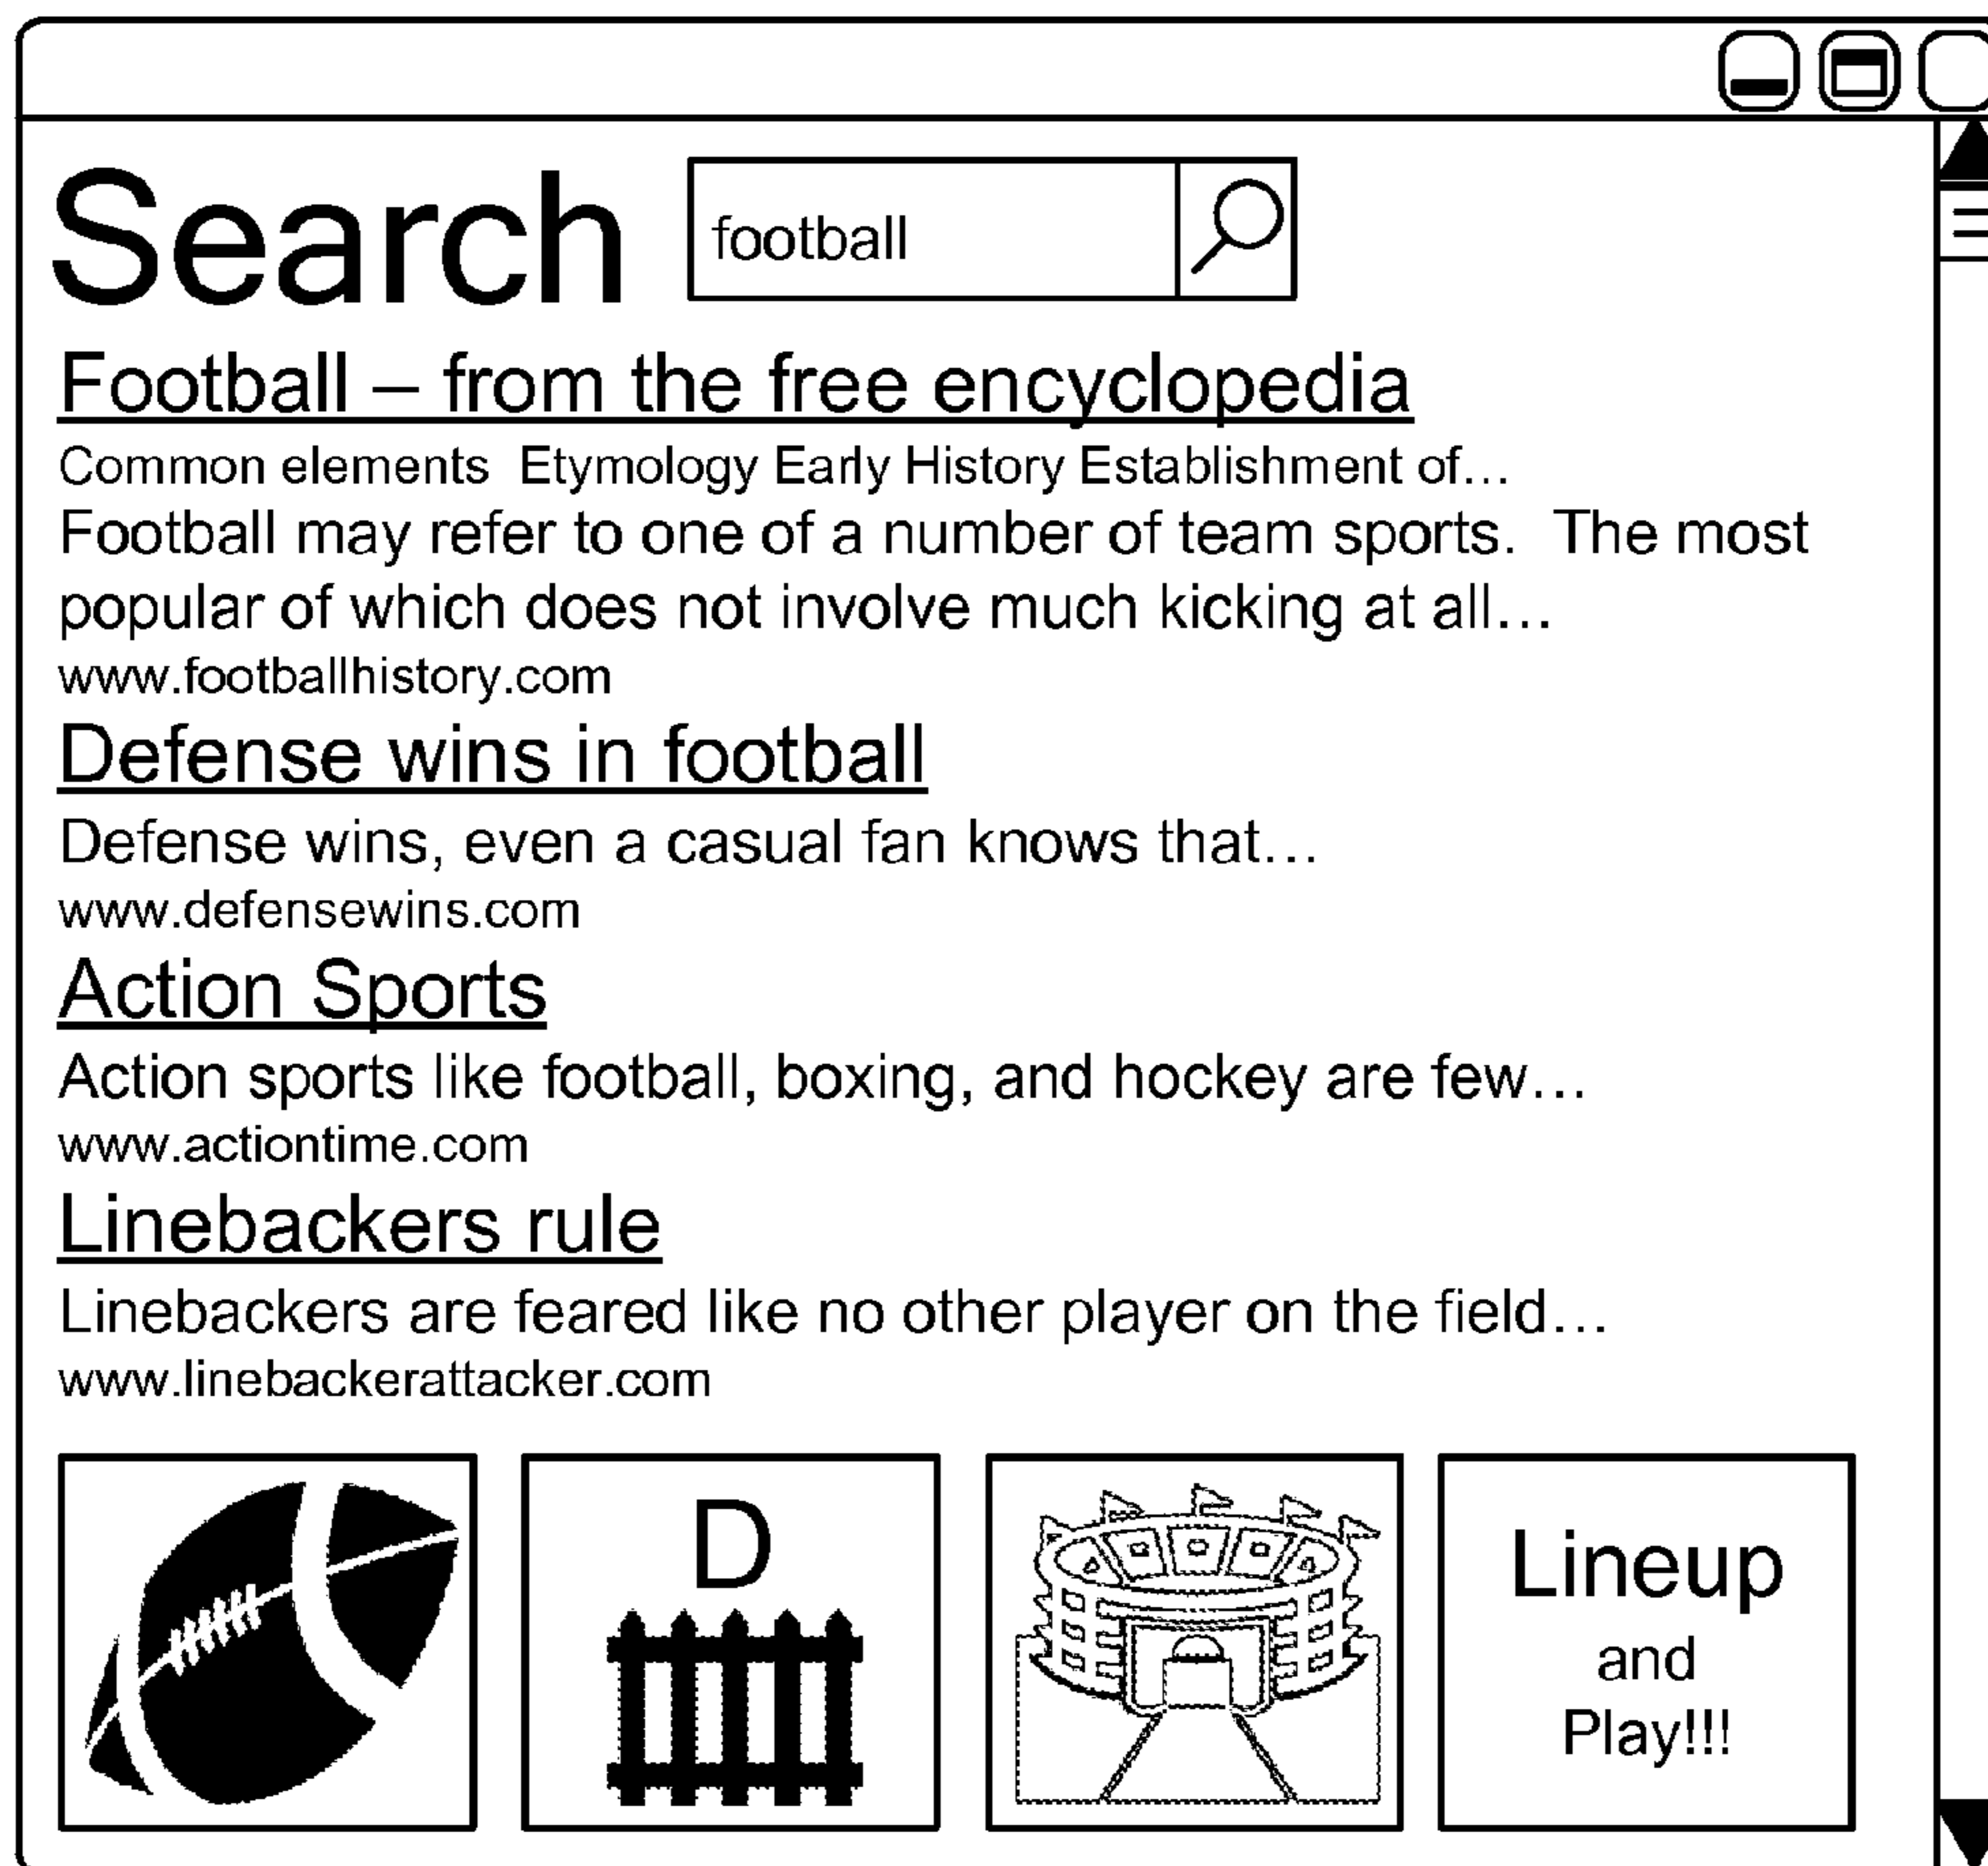 Search
football
Football – from the free encyclopedia
Common elements  Etymology Early History Establishment of...
Football may refer to one of a number of team sports.  The most
popular of which does not involve much kicking at all...
www.footballhistory.com
Defense wins in football
Defense wins, even a casual fan knows that...
www.defensewins.com
Action Sports
Action sports like football, boxing, and hockey are few...
www.actiontime.com
Linebackers rule
Linebackers are feared like no other player on the field...
www.linebackerattacker.com
D
Lineup
and
Play!!!